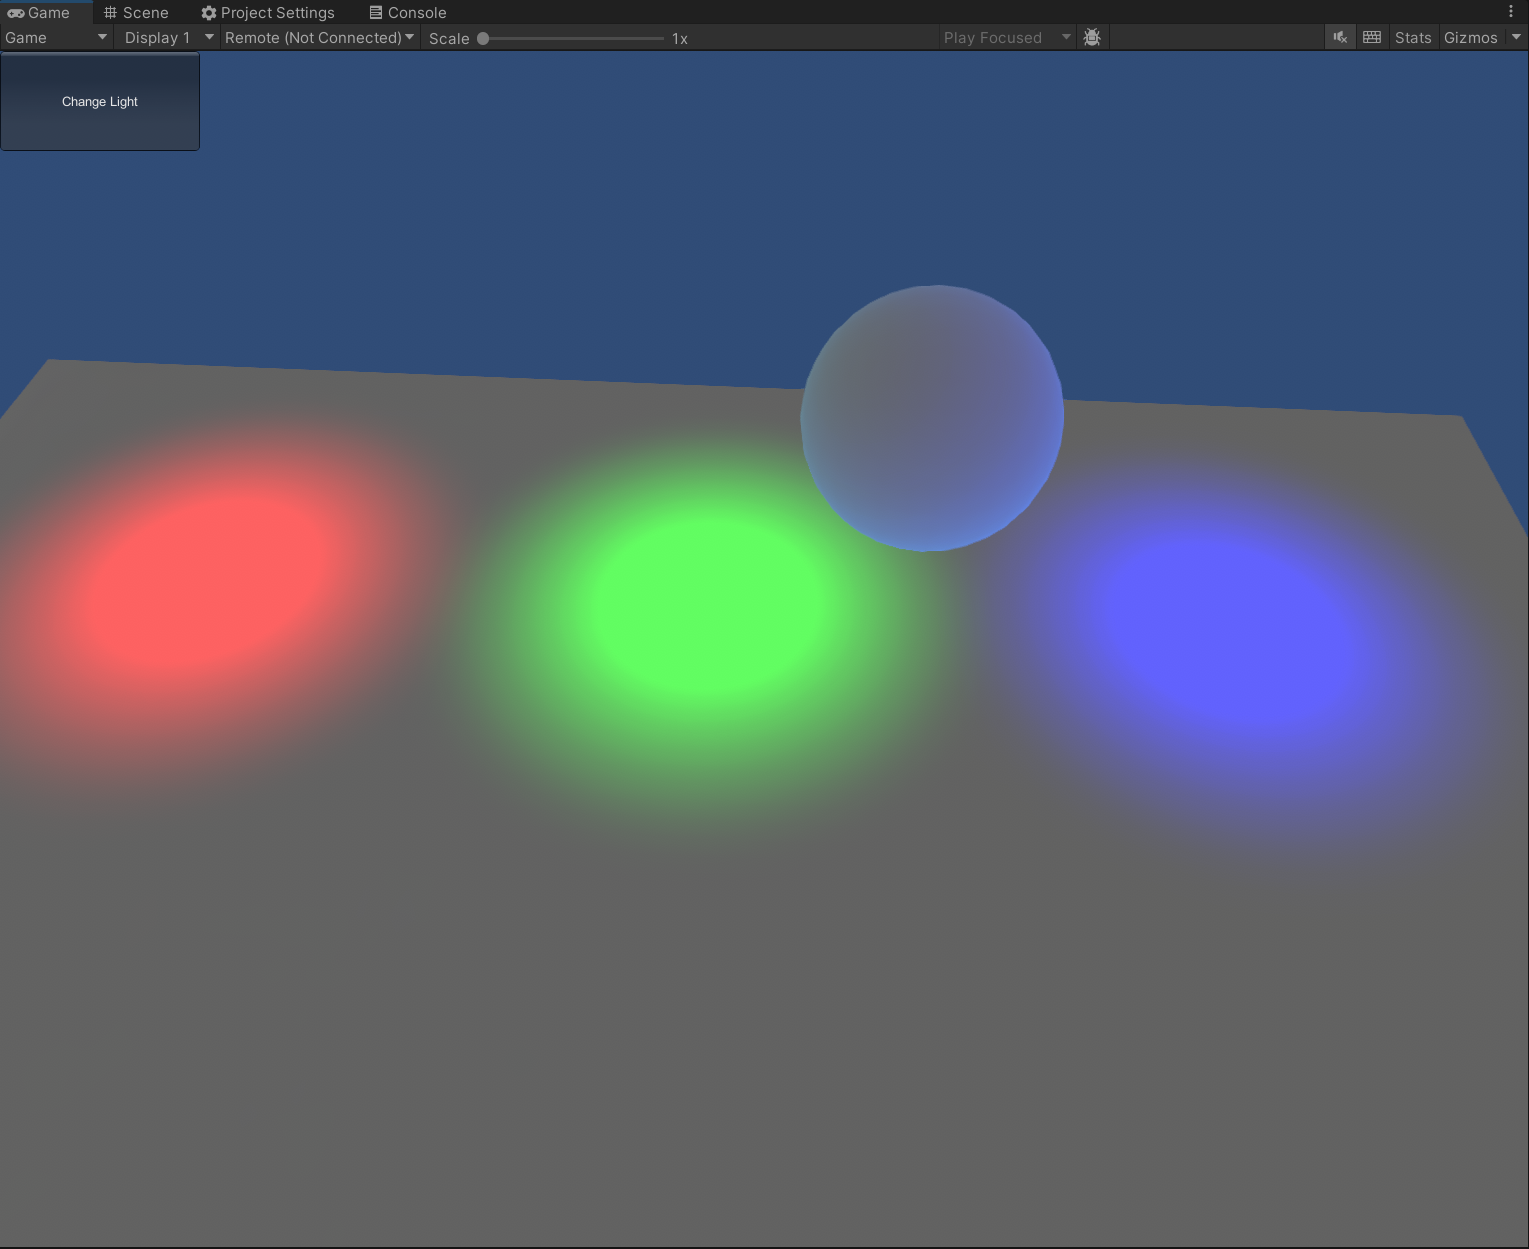 Game Scene Project Settings Console
Game Display 1 Remote (Not Connected) Scale 1x Play Focused Stats Gizmos
Change Light